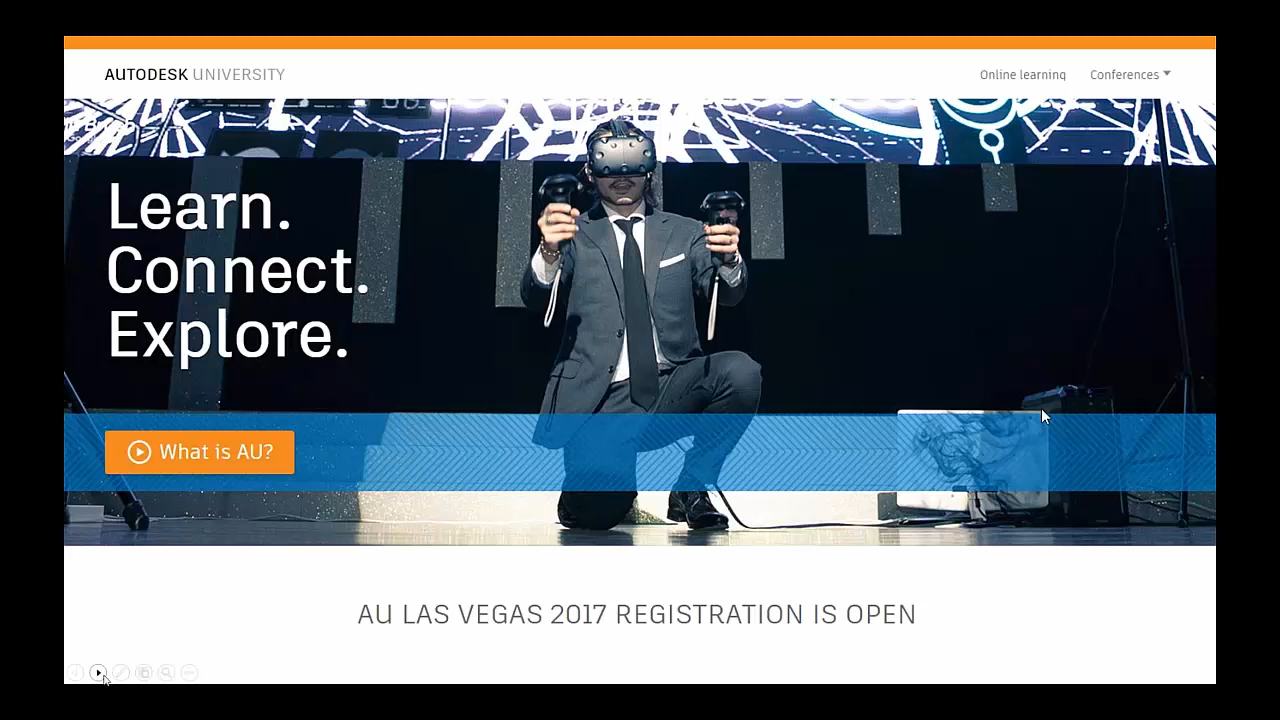 AUTODESK UNIVERSITY
Online learning
Conferences
Learn.
Connect.
Explore.
What is AU?
AU LAS VEGAS 2017 REGISTRATION IS OPEN